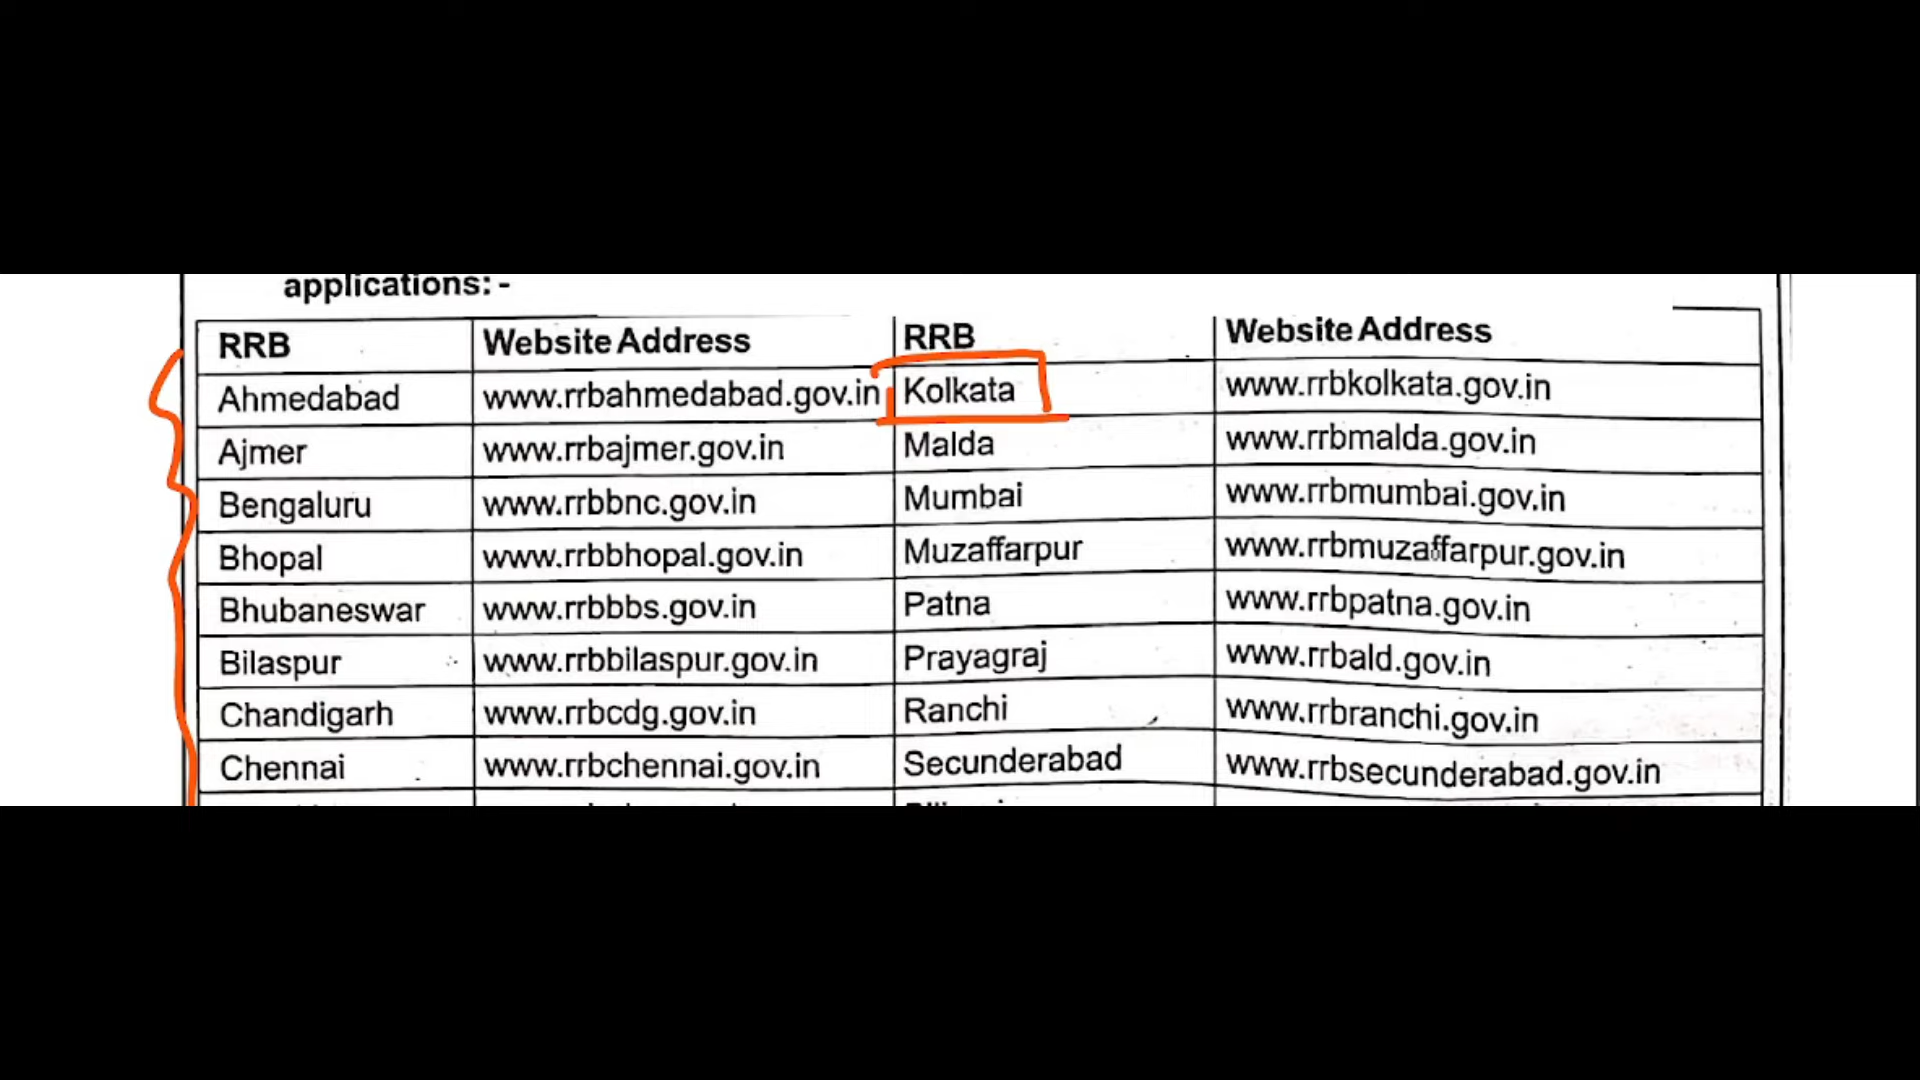 applications: -
RRB Website Address RRB Website Address
Ahmedabad www.rrbahmedabad.gov.in Kolkata www.rrbkolkata.gov.in
Ajmer www.rrbajmer.gov.in Malda www.rrbmalda.gov.in
Bengaluru www.rrbbnc.gov.in Mumbai www.rrbmumbai.gov.in
Bhopal www.rrbbhopal.gov.in Muzaffarpur www.rrbmuzaffarpur.gov.in
Bhubaneswar www.rrbbbs.gov.in Patna www.rrbpatna.gov.in
Bilaspur www.rrbbilaspur.gov.in Prayagraj www.rrbald.gov.in
Chandigarh www.rrbcdg.gov.in Ranchi www.rrbranchi.gov.in
Chennai www.rrbchennai.gov.in Secunderabad www.rrbsecunderabad.gov.in